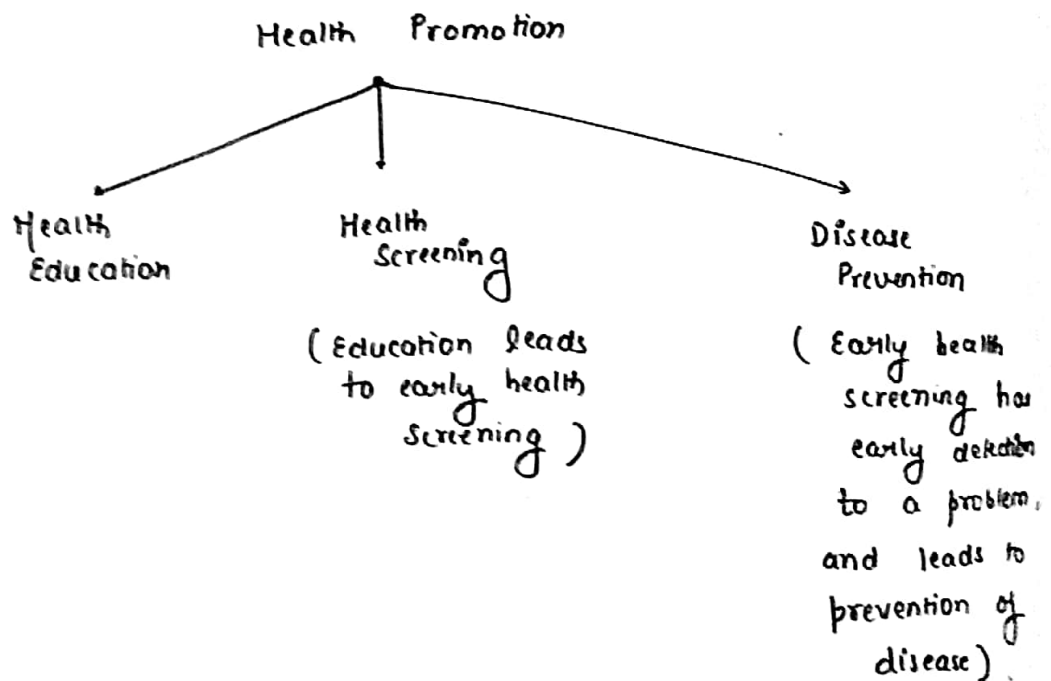 Health Promotion
Health
Education
Health
Screening
(Education leads
to early health
screening)
Disease
Prevention
(Early health
screening has
early detection
to a problem,
and leads to
prevention of
disease).